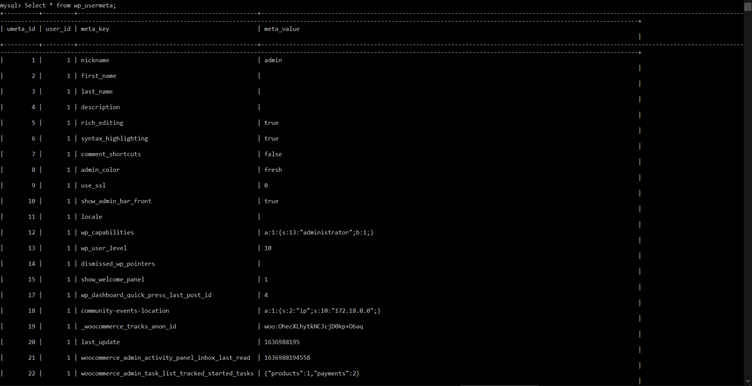 mysql> Select * from wp_usermeta;
| umeta_id | user_id | meta_key | meta_value |
| 1 | 1 | nickname | admin |
| 2 | 1 | first_name | |
| 3 | 1 | last_name | |
| 4 | 1 | description | |
| 5 | 1 | rich_editing | true |
| 6 | 1 | syntax_highlighting | true |
| 7 | 1 | comment_shortcuts | false |
| 8 | 1 | admin_color | fresh |
| 9 | 1 | use_ssl | 0 |
| 10 | 1 | show_admin_bar_front | true |
| 11 | 1 | locale | |
| 12 | 1 | wp_capabilities | a:1:{s:13:"administrator";b:1;} |
| 13 | 1 | wp_user_level | 10 |
| 14 | 1 | dismissed_wp_pointers | |
| 15 | 1 | show_welcome_panel | 1 |
| 17 | 1 | wp_dashboard_quick_press_last_post_id | 4 |
| 18 | 1 | community-events-location | a:1:{s:2:"ip";s:10:"172.18.0.0";} |
| 19 | 1 | _woocommerce_tracks_anon_id | woo:OhecXLhytkNCJcjD0kp+O6aq |
| 20 | 1 | last_update | 1636988195 |
| 21 | 1 | woocommerce_admin_activity_panel_inbox_last_read | 1636988194558 |
| 22 | 1 | woocommerce_admin_task_list_tracked_started_tasks | {"products":1,"payments":2} |